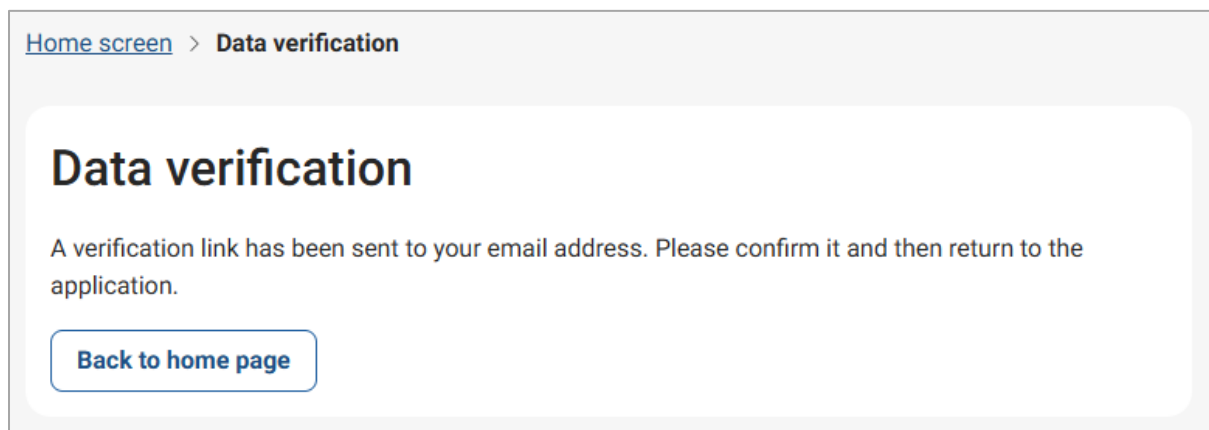 Home screen > Data verification
Data verification
A verification link has been sent to your email address. Please confirm it and then return to the
application.
Back to home page